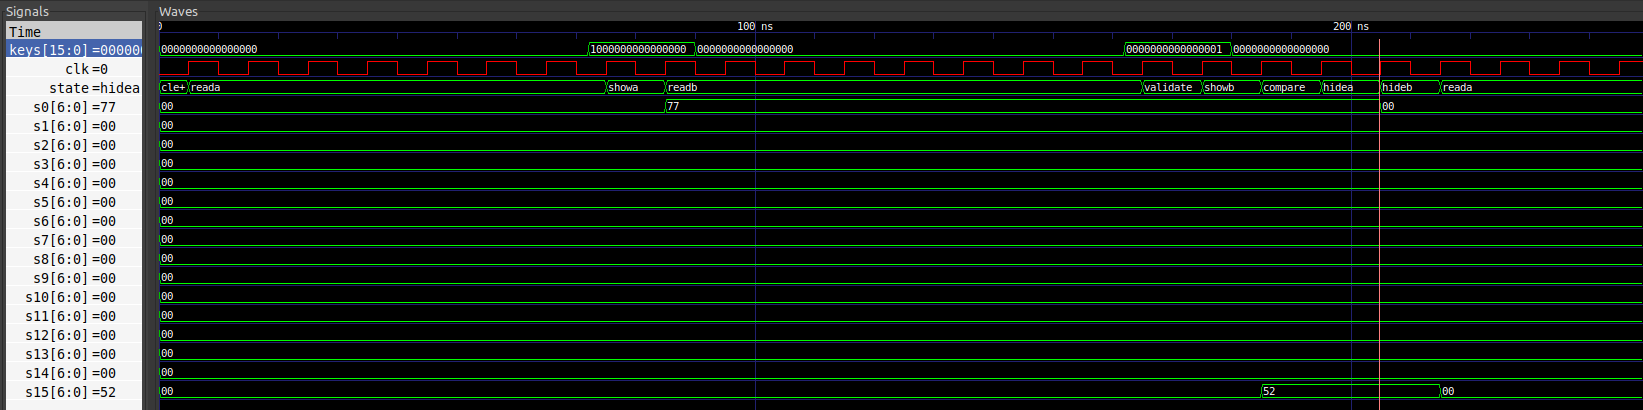 Signals Waves
Time 0 100 ns 200 ns
keys[15:0] =000000 0000000000000000 1000000000000000 0000000000000000 0000000000000001 0000000000000000
clk =0
state =hidea cle+ reada showa readb validate showb compare hidea hideb reada
s0[6:0] =77 00 77 00
s1[6:0] =00 00
s2[6:0] =00 00
s3[6:0] =00 00
s4[6:0] =00 00
s5[6:0] =00 00
s6[6:0] =00 00
s7[6:0] =00 00
s8[6:0] =00 00
s9[6:0] =00 00
s10[6:0] =00 00
s11[6:0] =00 00
s12[6:0] =00 00
s13[6:0] =00 00
s14[6:0] =00 00
s15[6:0] =52 00 52 00